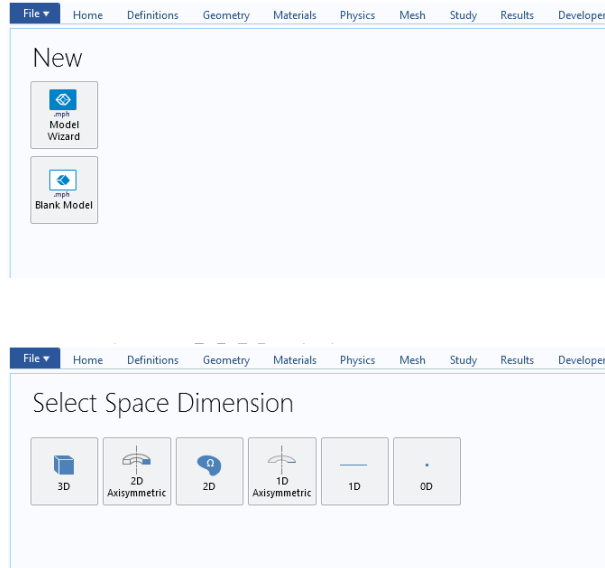 File ▾ Home Definitions Geometry Materials Physics Mesh Study Results Developer
New
.mph
Model
Wizard
.mph
Blank Model
File ▾ Home Definitions Geometry Materials Physics Mesh Study Results Developer
Select Space Dimension
3D
2D
Axisymmetric
Ω
2D
1D
Axisymmetric
1D
0D